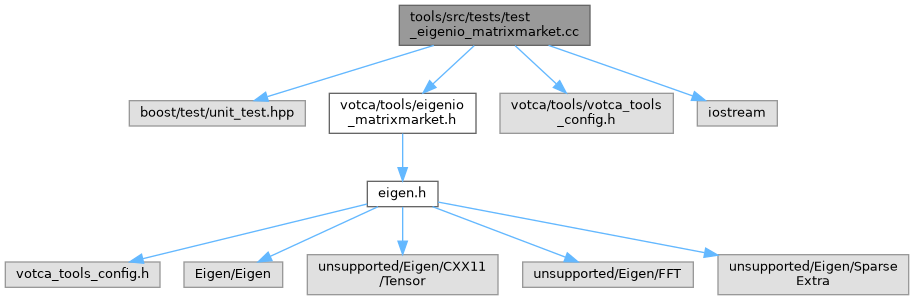 tools/src/tests/test
_eigenio_matrixmarket.cc
boost/test/unit_test.hpp
votca/tools/eigenio
_matrixmarket.h
votca/tools/votca_tools
_config.h
iostream
eigen.h
votca_tools_config.h
Eigen/Eigen
unsupported/Eigen/CXX11
/Tensor
unsupported/Eigen/FFT
unsupported/Eigen/Sparse
Extra